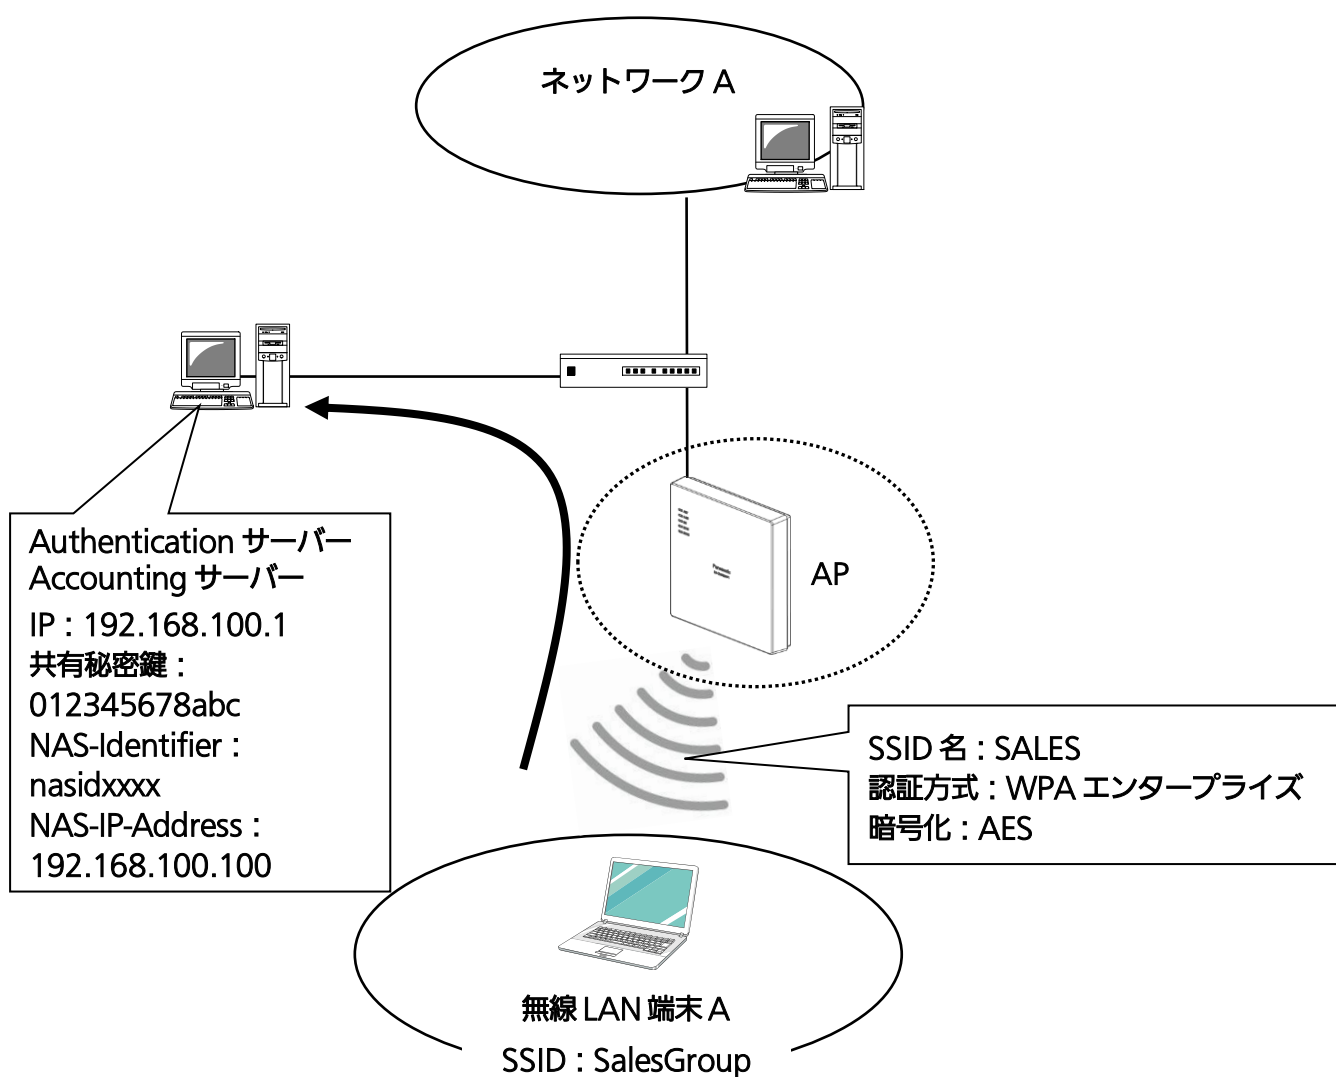 ネットワーク A
Authentication サーバー
Accounting サーバー
IP : 192.168.100.1
共有秘密鍵 :
012345678abc
NAS-Identifier :
nasidxxxx
NAS-IP-Address :
192.168.100.100
AP
Panasonic
SSID 名 : SALES
認証方式 : WPA エンタープライズ
暗号化 : AES
無線 LAN 端末 A
SSID : SalesGroup